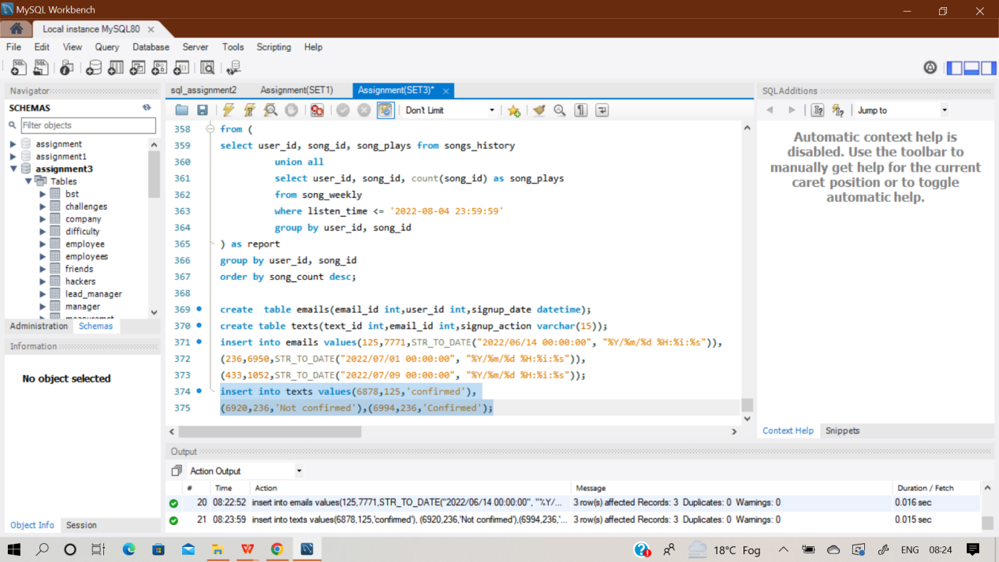 MySQL Workbench
Local instance MySQL80
File Edit View Query Database Server Tools Scripting Help
Navigator
SCHEMAS
Filter objects
assignment
assignment1
assignment3
Tables
bst
challenges
company
difficulty
employee
employees
friends
hackers
lead_manager
manager
Administration Schemas
Information
No object selected
Object Info Session
sql_assignment2 Assignment(SET1) Assignment(SET3)*
Don't Limit
358 from (
359 select user_id, song_id, song_plays from songs_history
360 union all
361 select user_id, song_id, count(song_id) as song_plays
362 from song_weekly
363 where listen_time <= '2022-08-04 23:59:59'
364 group by user_id, song_id
365 ) as report
366 group by user_id, song_id
367 order by song_count desc;
368
369 create  table emails(email_id int,user_id int,signup_date datetime);
370 create table texts(text_id int,email_id int,signup_action varchar(15));
371 insert into emails values(125,7771,STR_TO_DATE("2022/06/14 00:00:00", "%Y/%m/%d %H:%i:%s")),
372 (236,6950,STR_TO_DATE("2022/07/01 00:00:00", "%Y/%m/%d %H:%i:%s")),
373 (433,1052,STR_TO_DATE("2022/07/09 00:00:00", "%Y/%m/%d %H:%i:%s"));
374 insert into texts values(6878,125,'confirmed'),
375 (6920,236,'Not confirmed'),(6994,236,'Confirmed');
SQLAdditions
Jump to
Automatic context help is
disabled. Use the toolbar to
manually get help for the current
caret position or to toggle
automatic help.
Context Help Snippets
Output
Action Output
# Time Action Message Duration / Fetch
20 08:22:52 insert into emails values(125,7771,STR_TO_DATE("2022/06/14 00:00:00", "%Y/... 3 row(s) affected Records: 3 Duplicates: 0 Warnings: 0 0.016 sec
21 08:23:59 insert into texts values(6878,125,'confirmed'), (6920,236,'Not confirmed'),(6994,236,'... 3 row(s) affected Records: 3 Duplicates: 0 Warnings: 0 0.015 sec
18°C Fog ENG 08:24